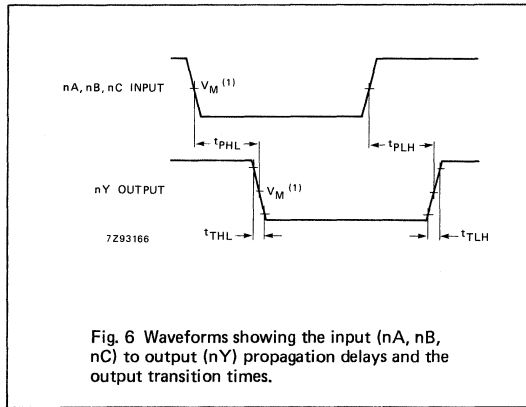 nA, nB, nC INPUT
VM (1)
tPHL
tPLH
nY OUTPUT
VM (1)
7Z93166
tTHL
tTLH
Fig. 6 Waveforms showing the input (nA, nB,
nC) to output (nY) propagation delays and the
output transition times.